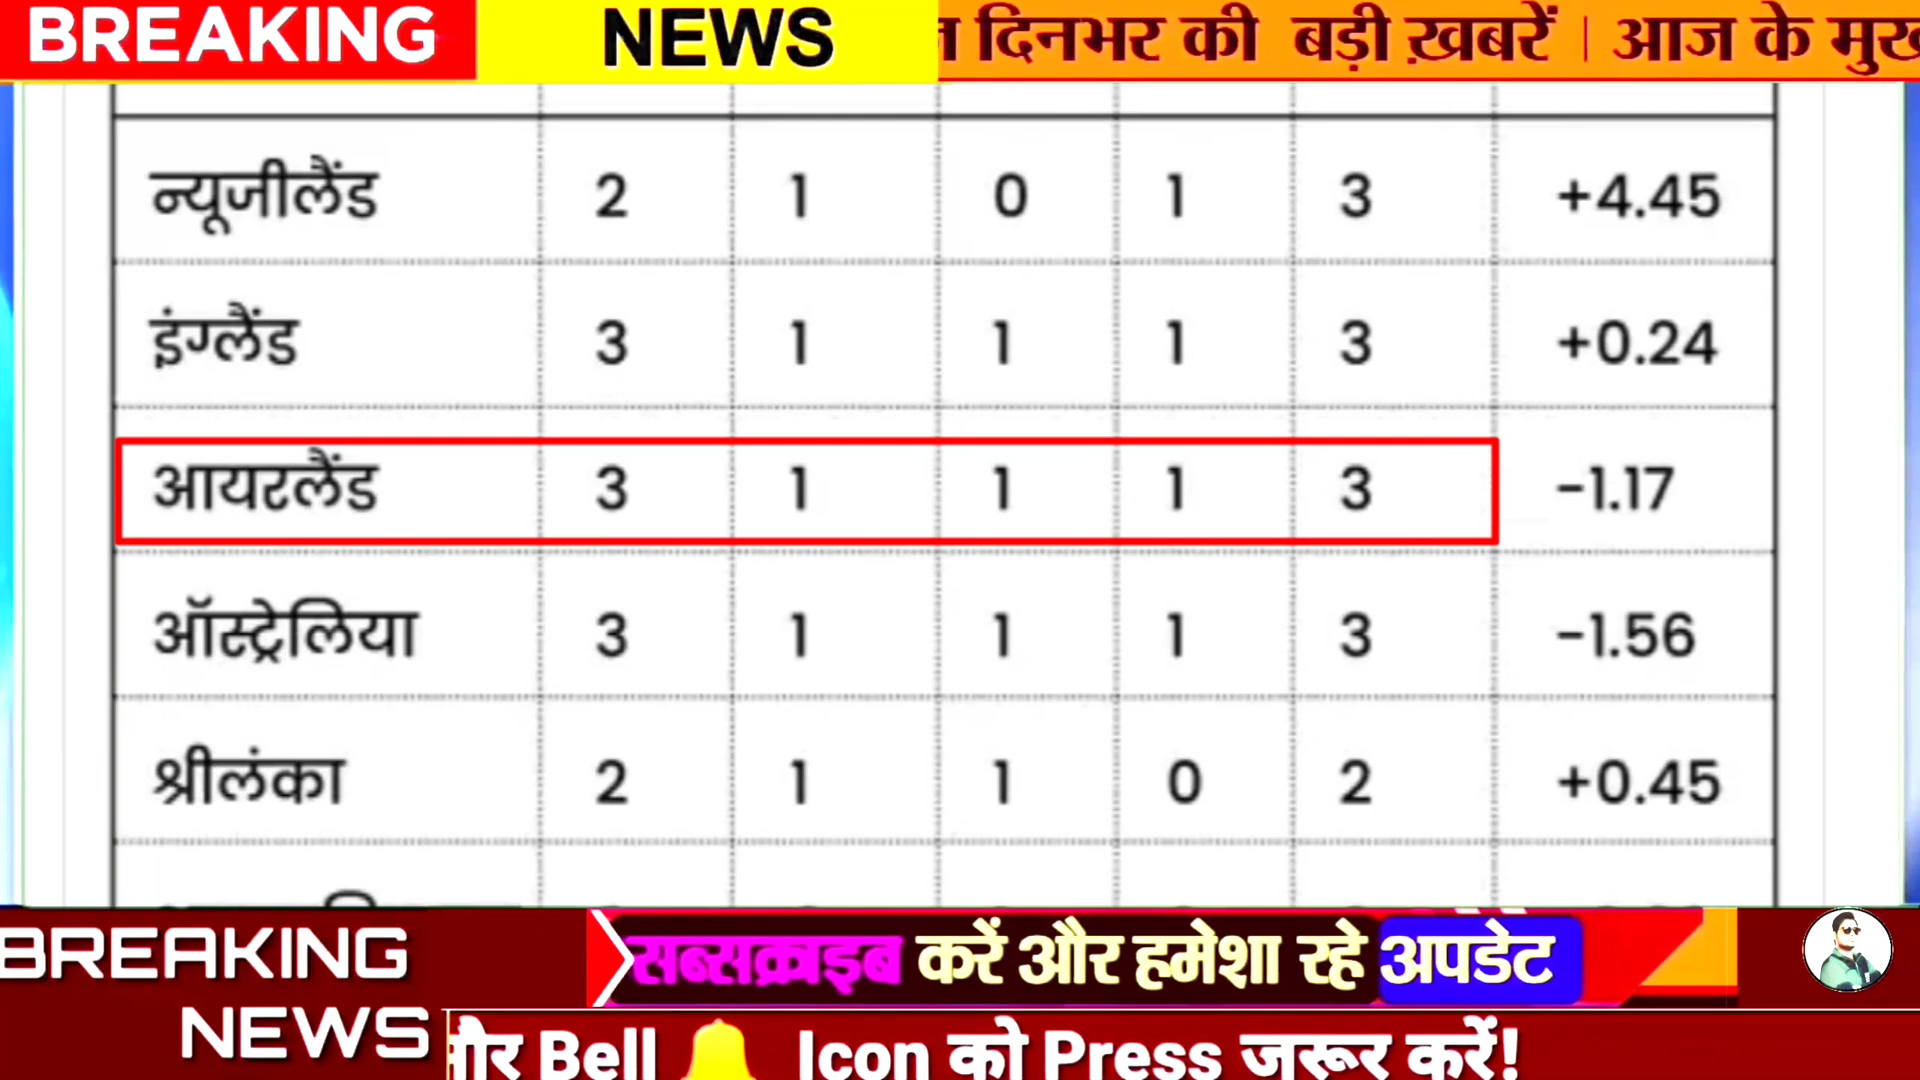 BREAKING NEWS दिनभर की बड़ी ख़बरें | आज के
न्यूजीलैंड 2 1 0 1 3 +4.45
इंग्लैंड 3 1 1 1 3 +0.24
आयरलैंड 3 1 1 1 3 -1.17
ऑस्ट्रेलिया 3 1 1 1 3 -1.56
श्रीलंका 2 1 1 0 2 +0.45
BREAKING
NEWS
सब्सक्राइब करें और हमेशा रहे अपडेट
Bell Icon को Press जरूर करें!